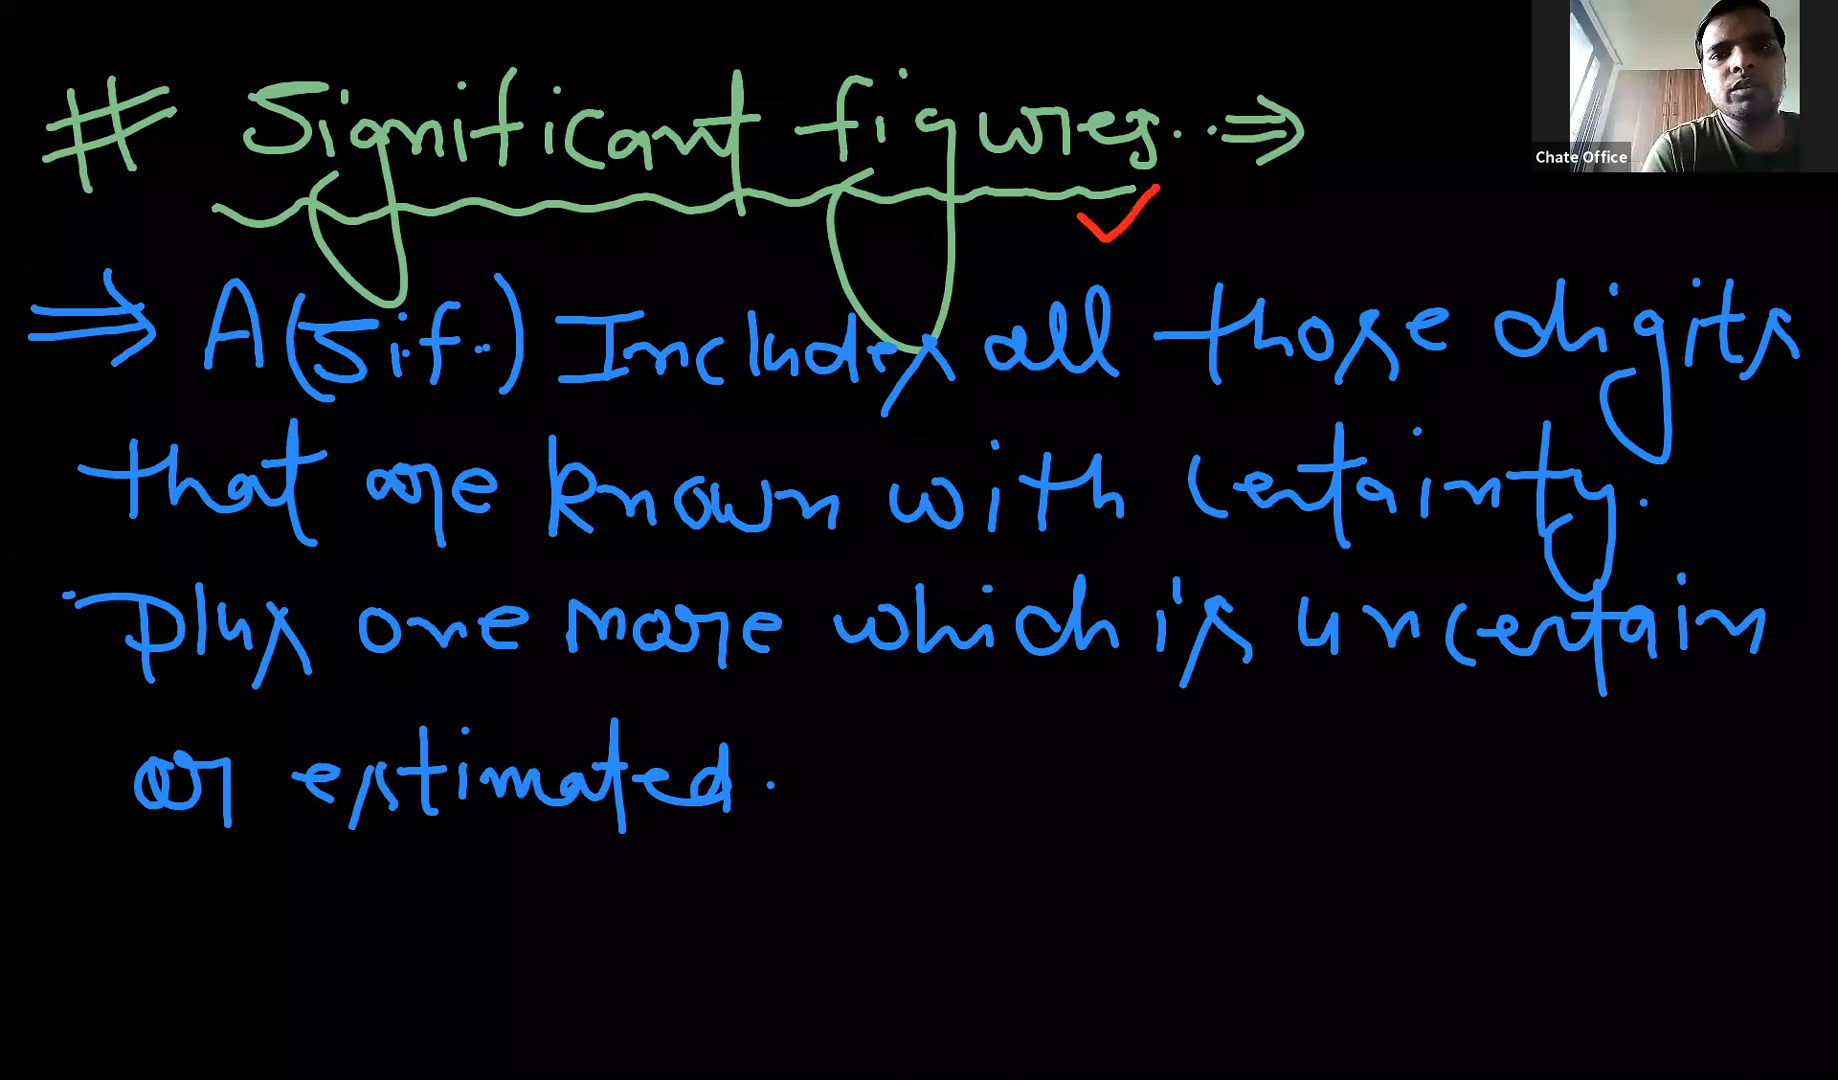 # Significant figures. ⇒
Chate Office
⇒ A (S.f.) Includes all those digits
that are known with certainty.
plus one more which is uncertain
or estimated.